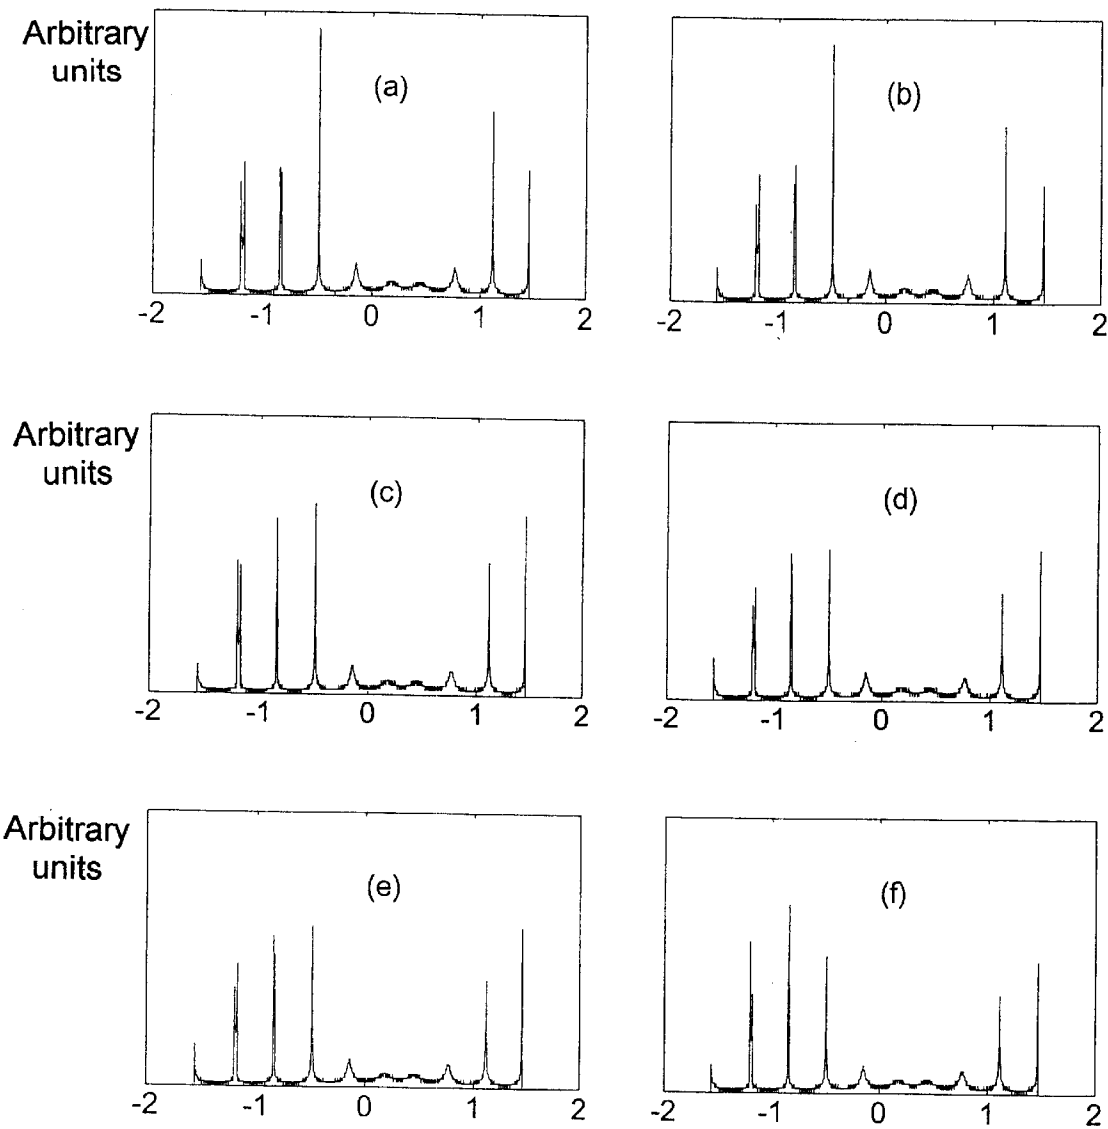 Arbitrary
units
(a)
(b)
-2 -1 0 1 2
-2 -1 0 1 2
Arbitrary
units
(c)
(d)
-2 -1 0 1 2
-2 -1 0 1 2
Arbitrary
units
(e)
(f)
-2 -1 0 1 2
-2 -1 0 1 2